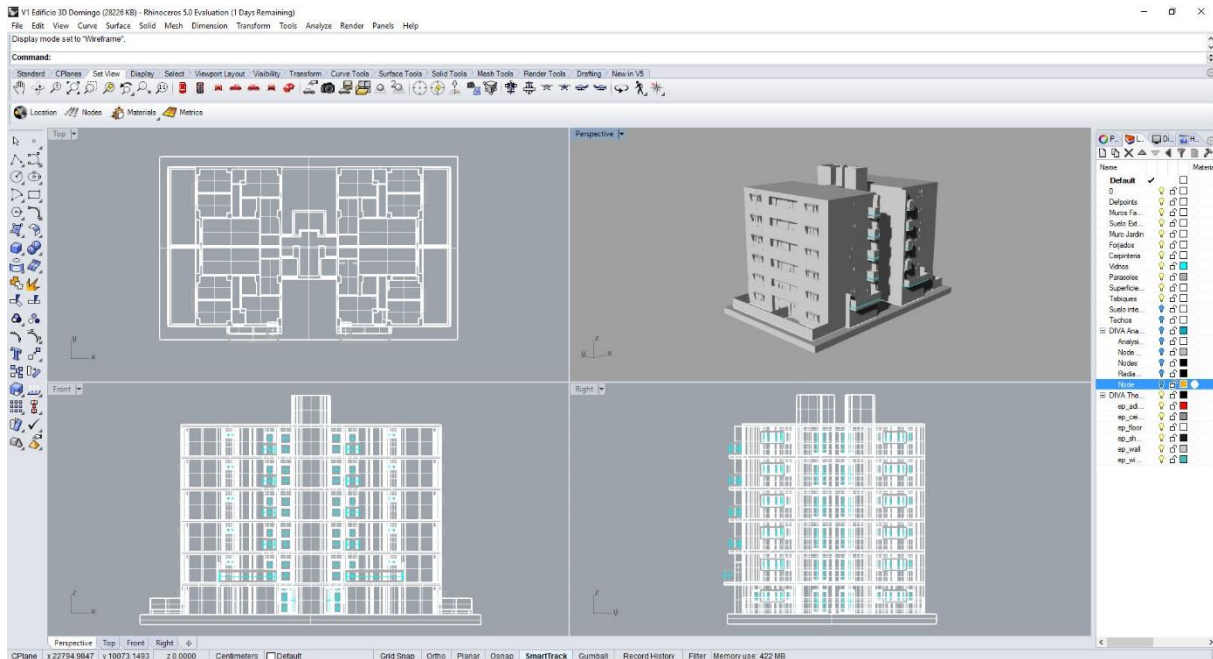 V1 Edificio 3D Domingo (28226 KB) - Rhinoceros 5.0 Evaluation (1 Days Remaining)
File Edit View Curve Surface Solid Mesh Dimension Transform Tools Analyze Render Panels Help
Display mode set to "Wireframe".
Command:
Standard CPlanes Set View Display Select Viewport Layout Visibility Transform Curve Tools Surface Tools Solid Tools Mesh Tools Render Tools Drafting New in V5
Location Nodes Materials Metrics
Top
Perspective
P... L... Di... H...
Name Materia
Default
0
Defpoints
Muros Fa...
Suelo Ext...
Muro Jardin
Forjados
Carpinteria
Vidrios
Parasoles
Superficie...
Tabiques
Suelo inte...
Techos
DIVA Ana...
Analysi...
Node ...
Nodes
Radia...
Node
DIVA The...
ep_adi...
ep_cei...
ep_floor
ep_sh...
ep_wall
ep_wi...
y
x
z
y x
Front
Right
z
x
z
y
Perspective Top Front Right
CPlane x 22794.9847 y 10073.1493 z 0.0000 Centimeters Default Grid Snap Ortho Planar Osnap SmartTrack Gumball Record History Filter Memory use: 422 MB